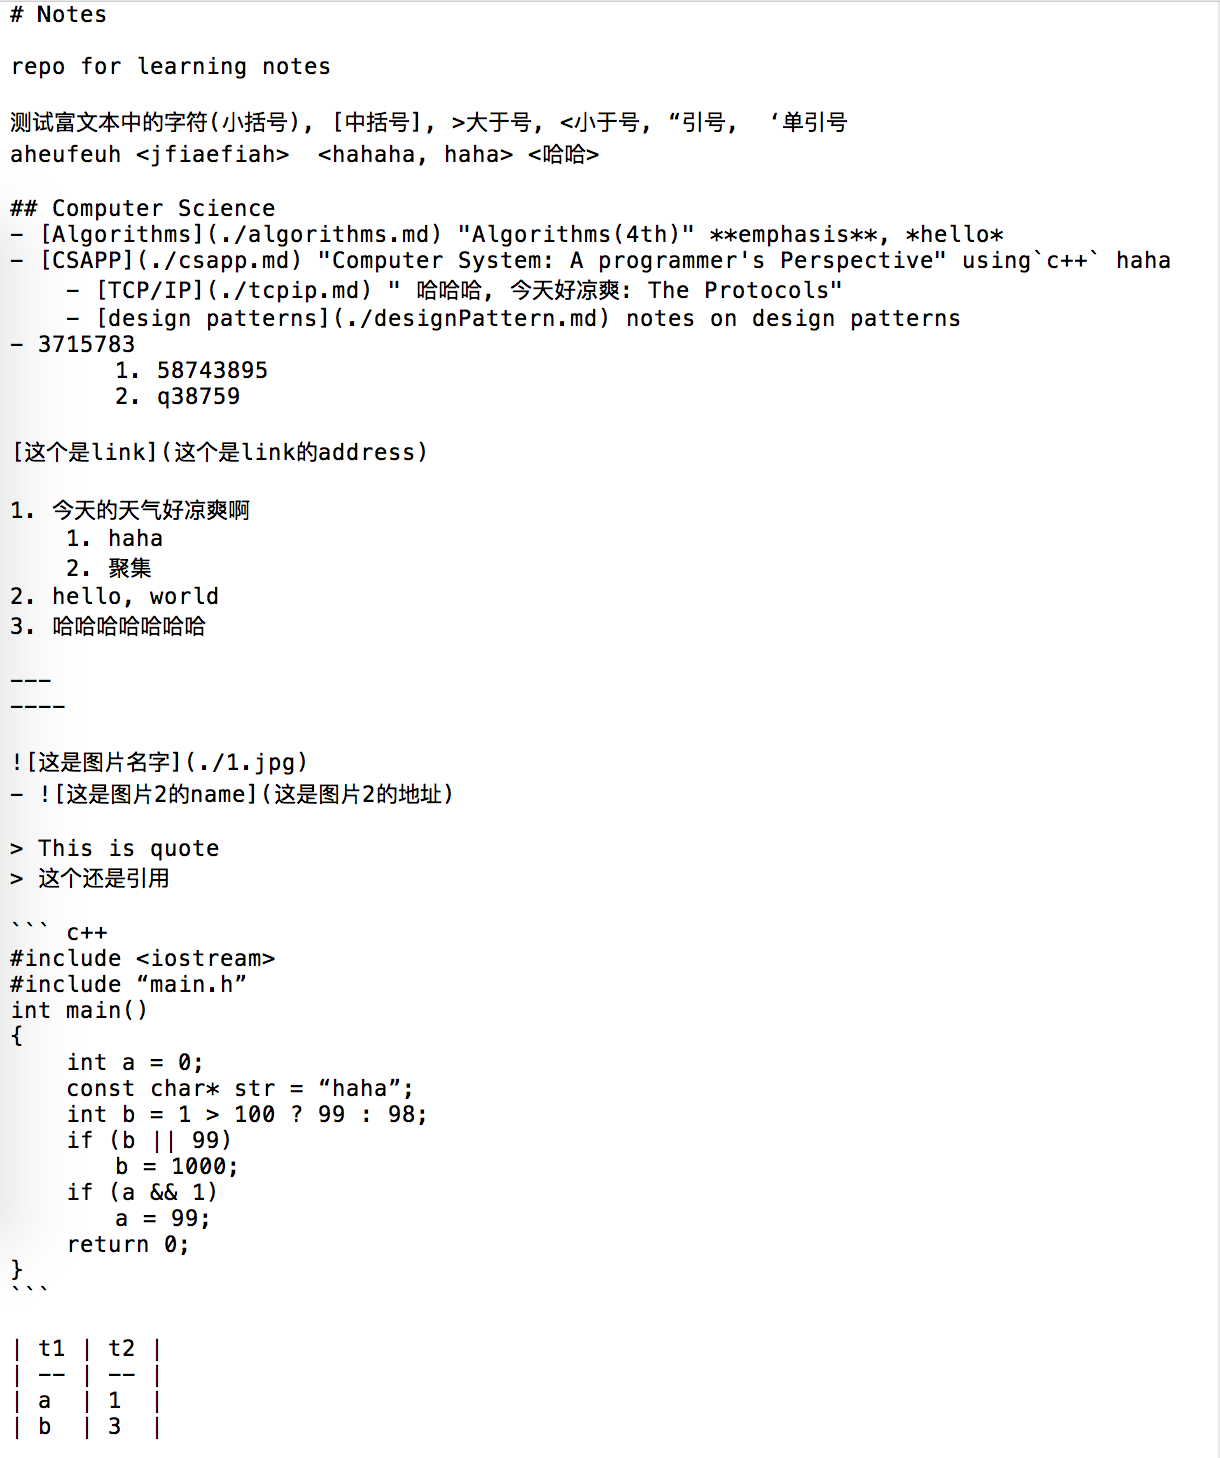 # Notes

repo for learning notes

测试富文本中的字符(小括号), [中括号], >大于号, <小于号, “引号,  ‘单引号
aheufeuh <jfiaefiah>  <hahaha, haha> <哈哈>

## Computer Science
- [Algorithms](./algorithms.md) "Algorithms(4th)" **emphasis**, *hello*
- [CSAPP](./csapp.md) "Computer System: A programmer's Perspective" using`c++` haha
    - [TCP/IP](./tcpip.md) " 哈哈哈, 今天好凉爽: The Protocols"
    - [design patterns](./designPattern.md) notes on design patterns
- 3715783
        1. 58743895
        2. q38759

[这个是link](这个是link的address)

1. 今天的天气好凉爽啊
    1. haha
    2. 聚集
2. hello, world
3. 哈哈哈哈哈哈哈

---
----

![这是图片名字](./1.jpg)
- ![这是图片2的name](这是图片2的地址)

> This is quote
> 这个还是引用

``` c++
#include <iostream>
#include “main.h”
int main()
{
    int a = 0;
    const char* str = “haha”;
    int b = 1 > 100 ? 99 : 98;
    if (b || 99)
        b = 1000;
    if (a && 1)
        a = 99;
    return 0;
}
```

| t1 | t2 |
| -- | -- |
| a  | 1  |
| b  | 3  |